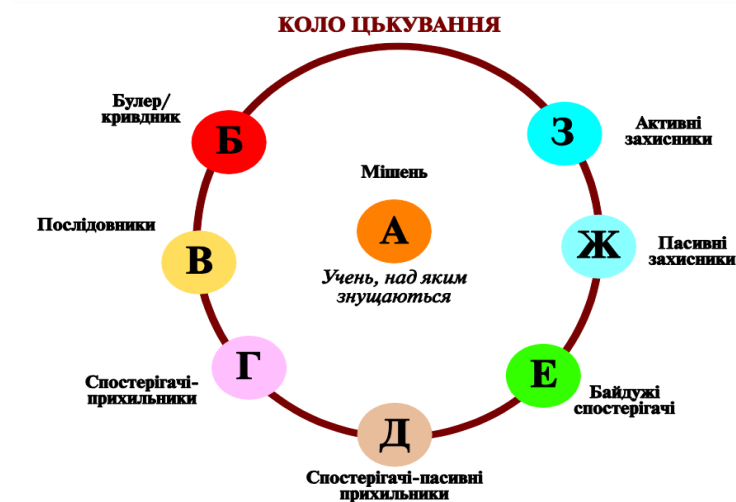 КОЛО ЦЬКУВАННЯ
Булер/
кривдник
Б
З
Активні
захисники
Мішень
А
Учень, над яким
знущаються
Послідовники
В
Ж
Пасивні
захисники
Г
Спостерігачі-
прихильники
Е
Байдужі
спостерігачі
Д
Спостерігачі-пасивні
прихильники